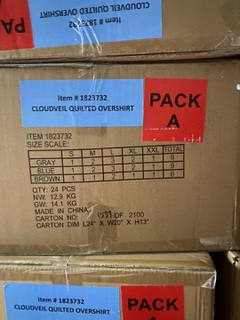 Item # 1823732
CLOUDVEIL QUILTED OVERSHIRT
PACK
A
Item # 1823732
CLOUDVEIL QUILTED OVERSHIRT
PACK
A
ITEM 1823732
SIZE SCALE:
S M L XL XXL TOTAL
GRAY 1 2 3 2 1 9
BLUE 1 2 3 2 1 9
BROWN 1 1 2 1 1 6
QTY: 24 PCS
NW: 12.9 KG
GW: 14.1 KG
MADE IN CHINA
CARTON NO: OF 2100
CARTON DIM L24" X W20" X H13"
Item # 1823732
CLOUDVEIL QUILTED OVERSHIRT
PACK
A